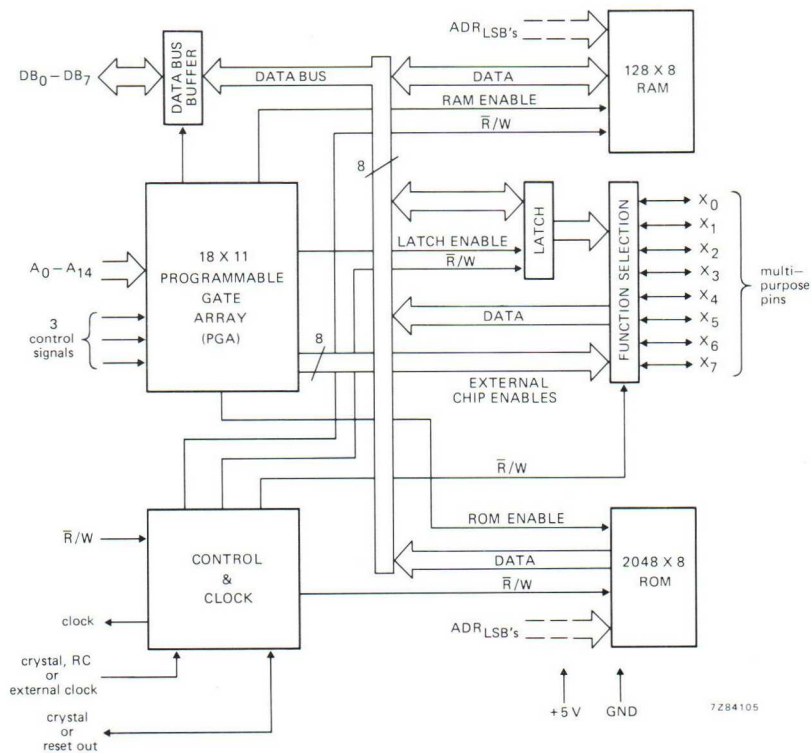 ADR LSB's
DB0–DB7
DATA BUS BUFFER
DATA BUS
DATA
128 X 8
RAM
RAM ENABLE
R̅/W
8
18 X 11
PROGRAMMABLE
GATE
ARRAY
(PGA)
A0–A14
3
control
signals
LATCH ENABLE
R̅/W
LATCH
FUNCTION SELECTION
X0
X1
X2
X3
X4
X5
X6
X7
multi–
purpose
pins
DATA
8
EXTERNAL
CHIP ENABLES
R̅/W
R̅/W
CONTROL
&
CLOCK
ROM ENABLE
DATA
R̅/W
2048 X 8
ROM
clock
ADR LSB's
crystal, RC
or
external clock
crystal
or
reset out
+5 V
GND
7Z84105